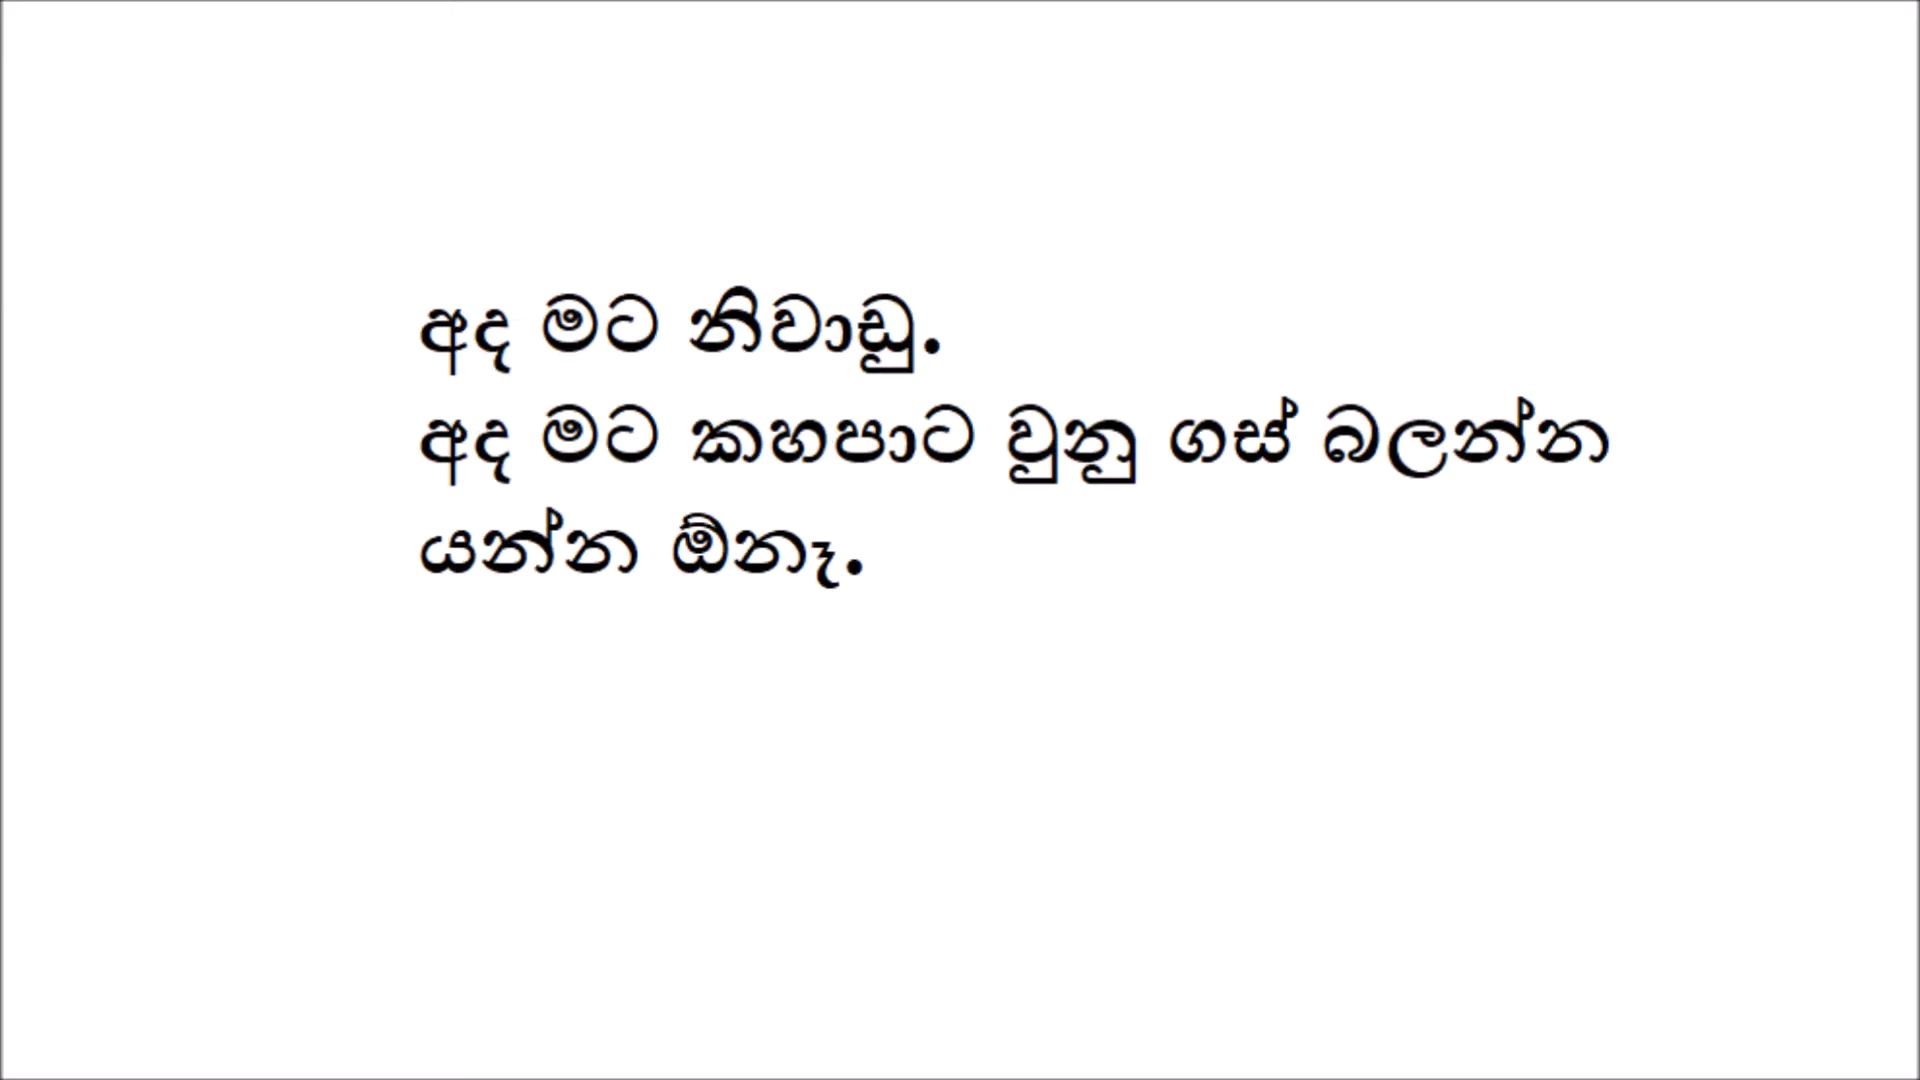 අද මට නිවාඩු.
අද මට කහපාට වුනු ගස් බලන්න
යන්න ඕනෑ.